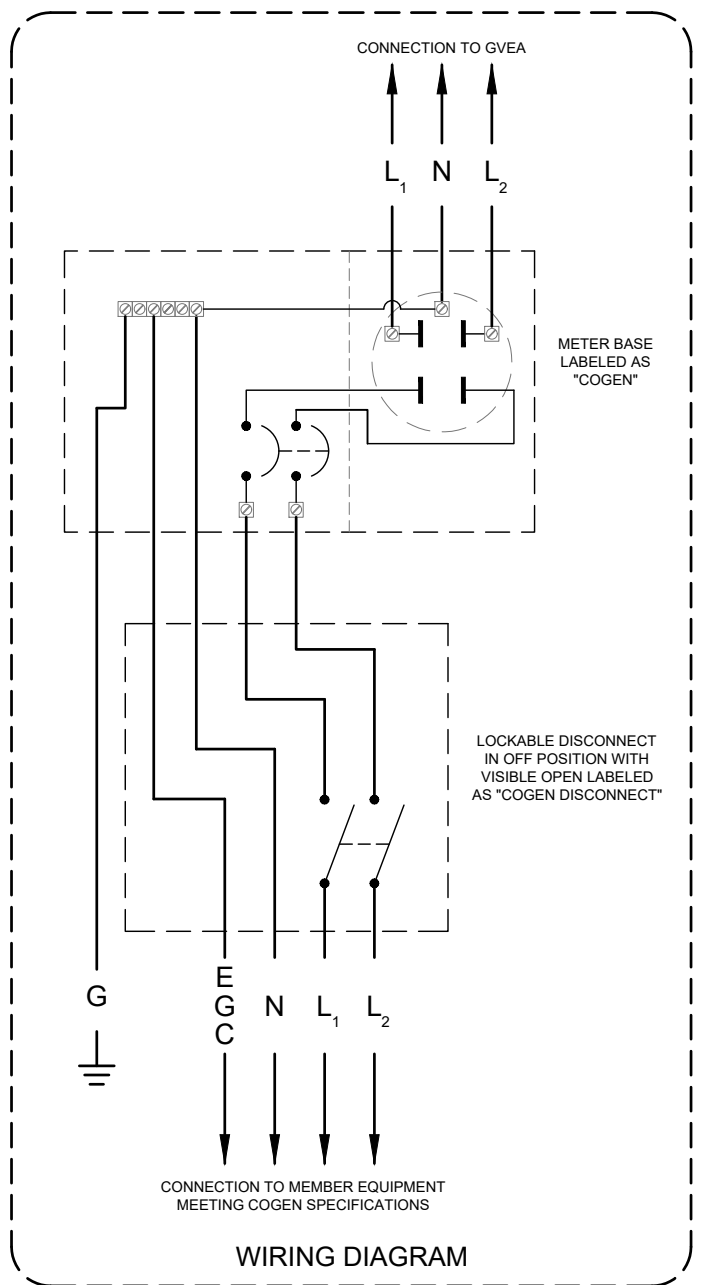 CONNECTION TO GVEA
L₁ N L₂
METER BASE
LABELED AS
"COGEN"
LOCKABLE DISCONNECT
IN OFF POSITION WITH
VISIBLE OPEN LABELED
AS "COGEN DISCONNECT"
G
E
G
C
N L₁ L₂
CONNECTION TO MEMBER EQUIPMENT
MEETING COGEN SPECIFICATIONS
WIRING DIAGRAM